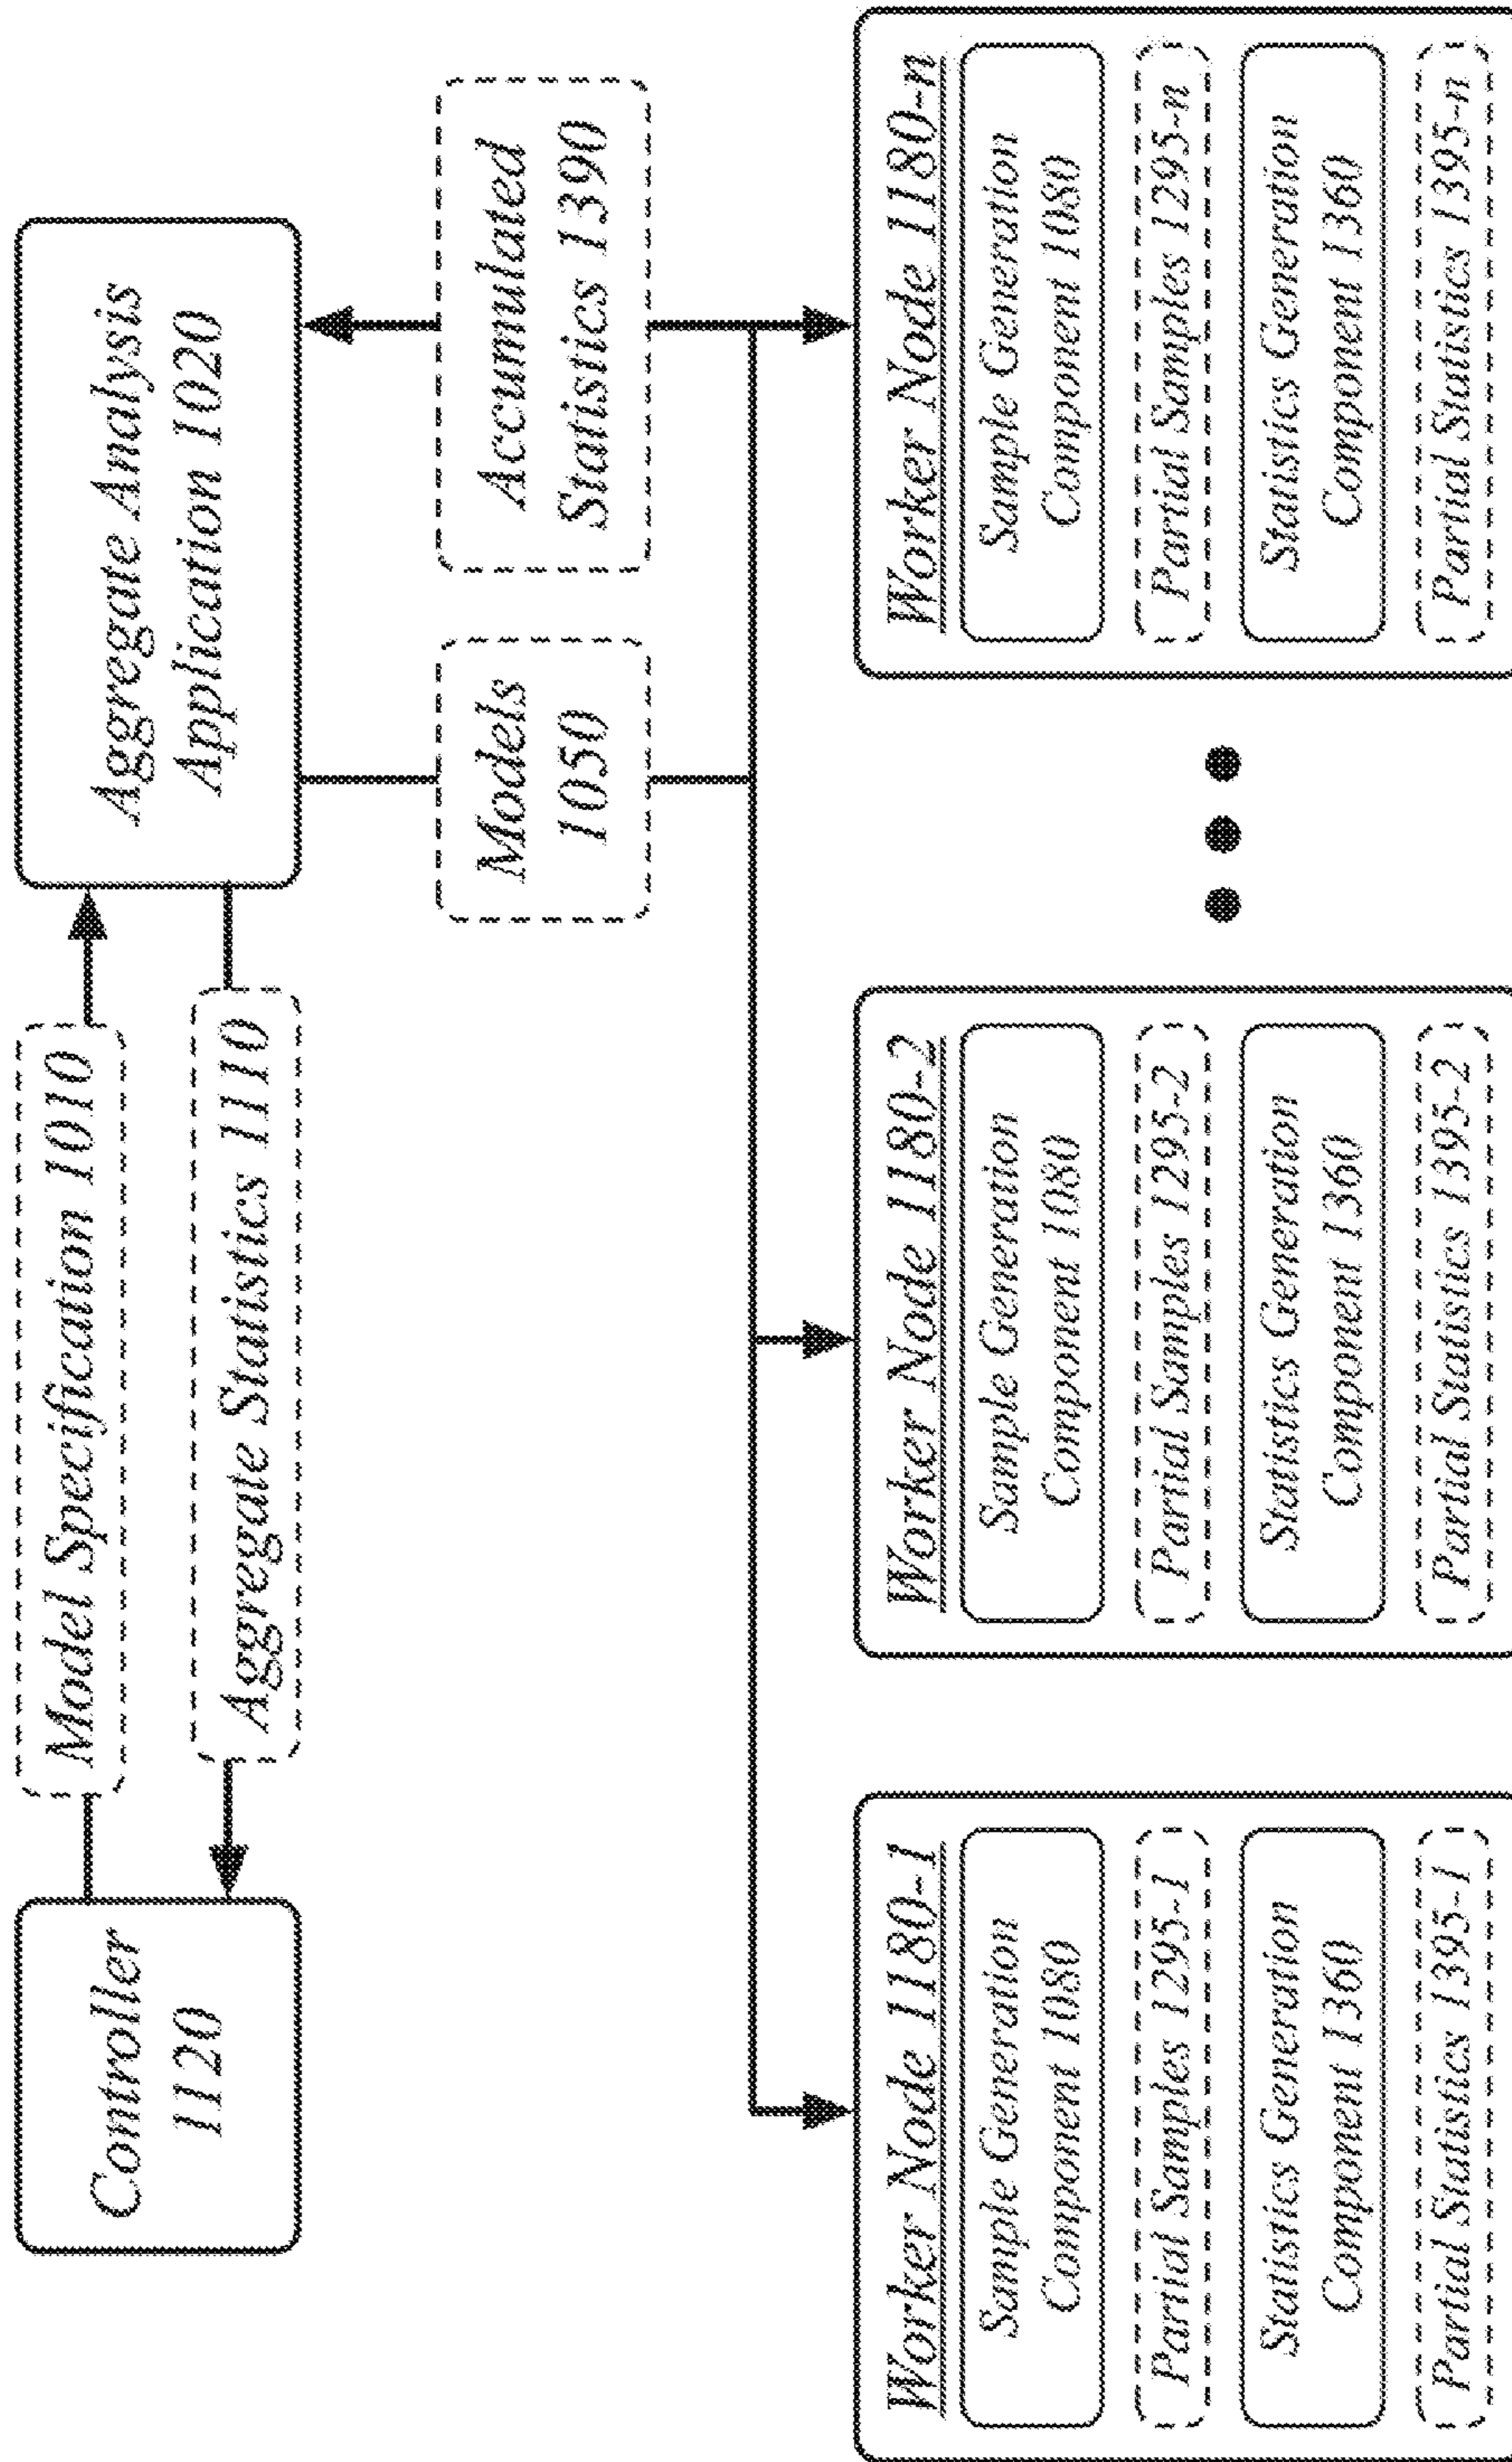 Controller
1120
Model Specification 1010
Aggregate Statistics 1110
Aggregate Analysis
Application 1020
Models
1050
Accumulated
Statistics 1390
Worker Node 1180-1
Sample Generation
Component 1080
Partial Samples 1295-1
Statistics Generation
Component 1360
Partial Statistics 1395-1
Worker Node 1180-2
Sample Generation
Component 1080
Partial Samples 1295-2
Statistics Generation
Component 1360
Partial Statistics 1395-2
Worker Node 1180-n
Sample Generation
Component 1080
Partial Samples 1295-n
Statistics Generation
Component 1360
Partial Statistics 1395-n